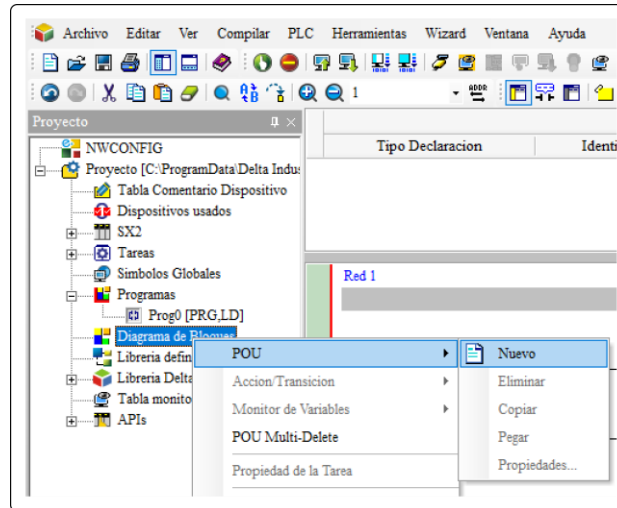 Archivo Editar Ver Compilar PLC Herramientas Wizard Ventana Ayuda
1
ADDR
Proyecto
Tipo Declaracion Identi
NWCONFIG
Proyecto [C:\ProgramData\Delta Indus
Tabla Comentario Dispositivo
Dispositivos usados
SX2
Tareas
Simbolos Globales
Red 1
Programas
Prog0 [PRG,LD]
Diagrama de Bloques
Libreria defin
POU Nuevo
Libreria Delta
Accion/Transicion Eliminar
Tabla monito
Monitor de Variables Copiar
APIs
POU Multi-Delete Pegar
Propiedad de la Tarea Propiedades...